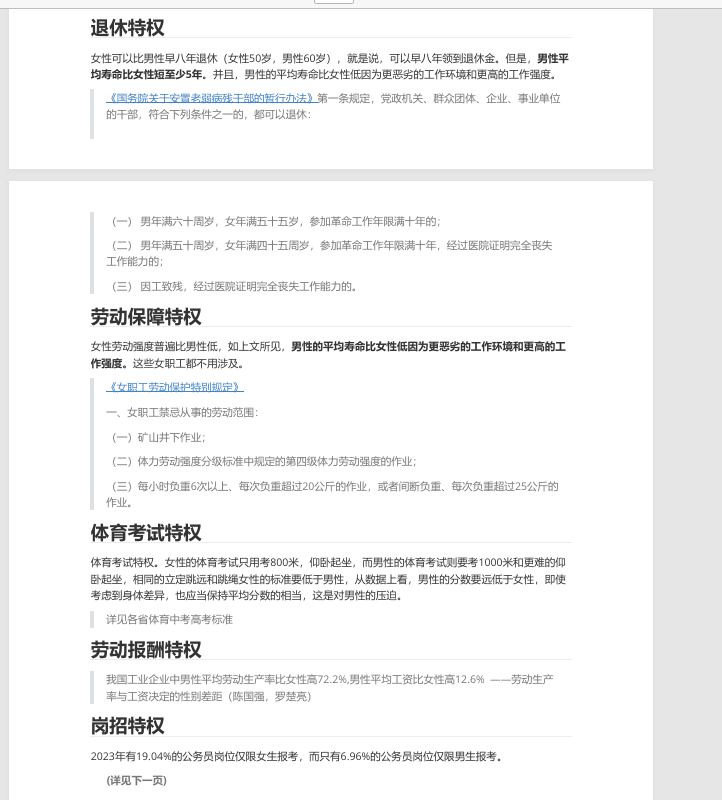 退休特权
女性可以比男性早八年退休（女性50岁，男性60岁），就是说，可以早八年领到退休金。但是，男性平
均寿命比女性短至少5年。并且，男性的平均寿命比女性低因为更恶劣的工作环境和更高的工作强度。
《国务院关于安置老弱病残干部的暂行办法》第一条规定，党政机关、群众团体、企业、事业单位
的干部，符合下列条件之一的，都可以退休：
（一） 男年满六十周岁，女年满五十五岁，参加革命工作年限满十年的；
（二） 男年满五十周岁，女年满四十五周岁，参加革命工作年限满十年，经过医院证明完全丧失
工作能力的；
（三） 因工致残，经过医院证明完全丧失工作能力的。
劳动保障特权
女性劳动强度普遍比男性低，如上文所见，男性的平均寿命比女性低因为更恶劣的工作环境和更高的工
作强度。这些女职工都不用涉及。
《女职工劳动保护特别规定》
一、女职工禁忌从事的劳动范围：
（一）矿山井下作业；
（二）体力劳动强度分级标准中规定的第四级体力劳动强度的作业；
（三）每小时负重6次以上、每次负重超过20公斤的作业，或者间断负重、每次负重超过25公斤的
作业。
体育考试特权
体育考试特权。女性的体育考试只用考800米，仰卧起坐，而男性的体育考试则要考1000米和更难的仰
卧起坐，相同的立定跳远和跳绳女性的标准要低于男性，从数据上看，男性的分数要远低于女性，即使
考虑到身体差异，也应当保持平均分数的相当，这是对男性的压迫。
详见各省体育中考高考标准
劳动报酬特权
我国工业企业中男性平均劳动生产率比女性高72.2%,男性平均工资比女性高12.6% ——劳动生产
率与工资决定的性别差距（陈国强，罗楚亮）
岗招特权
2023年有19.04%的公务员岗位仅限女生报考，而只有6.96%的公务员岗位仅限男生报考。
(详见下一页)